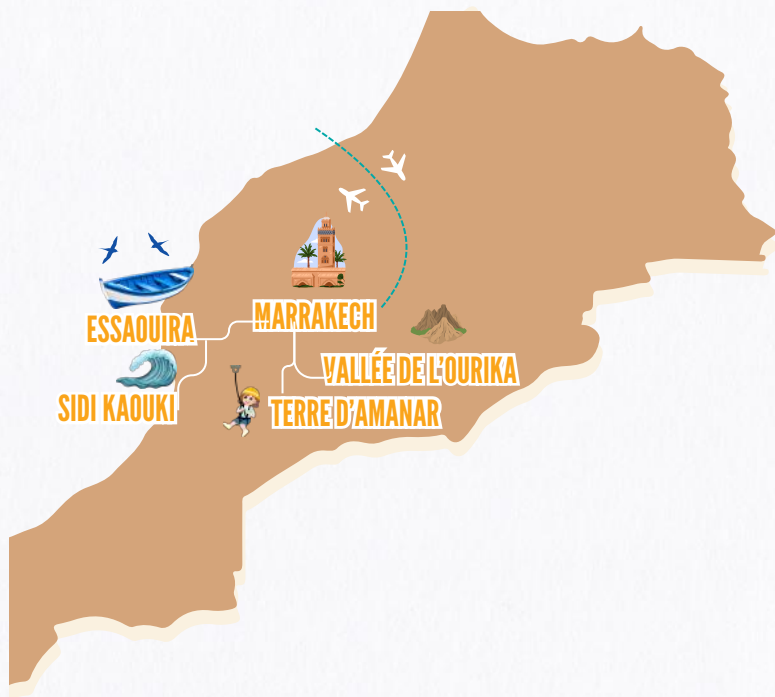 MARRAKECH
ESSAOUIRA
VALLÉE DE L'OURIKA
SIDI KAOUKI
TERRE D'AMANAR